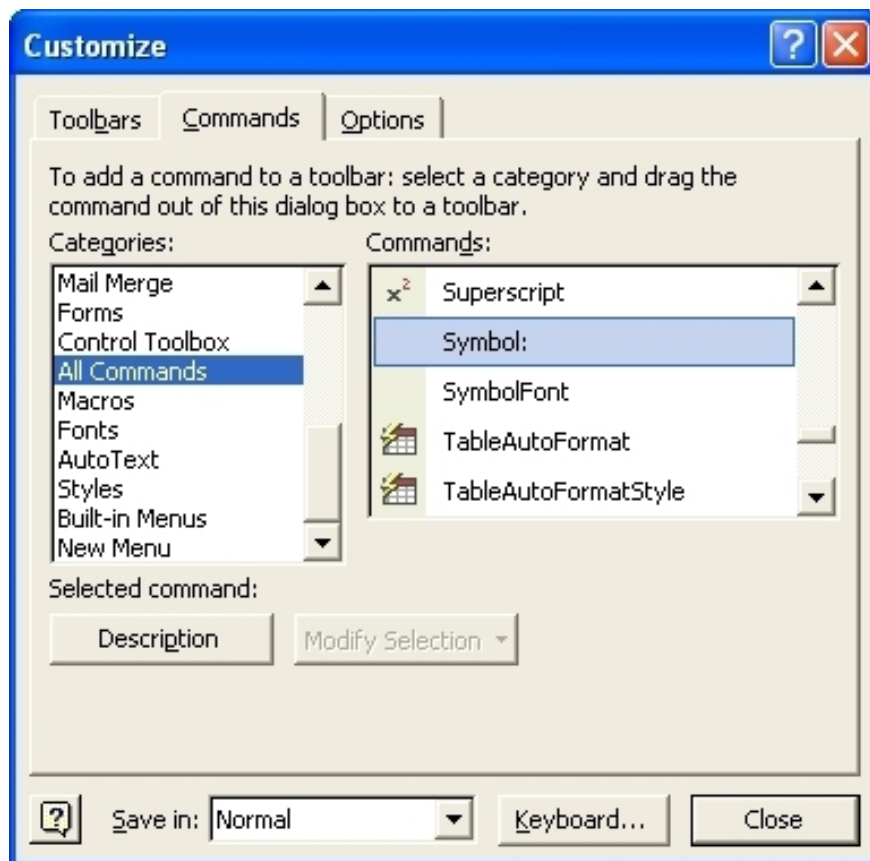 Customize
Toolbars Commands Options
To add a command to a toolbar: select a category and drag the
command out of this dialog box to a toolbar.
Categories:
Mail Merge
Forms
Control Toolbox
All Commands
Macros
Fonts
AutoText
Styles
Built-in Menus
New Menu
Commands:
x²  Superscript
Symbol:
SymbolFont
TableAutoFormat
TableAutoFormatStyle
Selected command:
Description Modify Selection
Save in: Normal Keyboard... Close